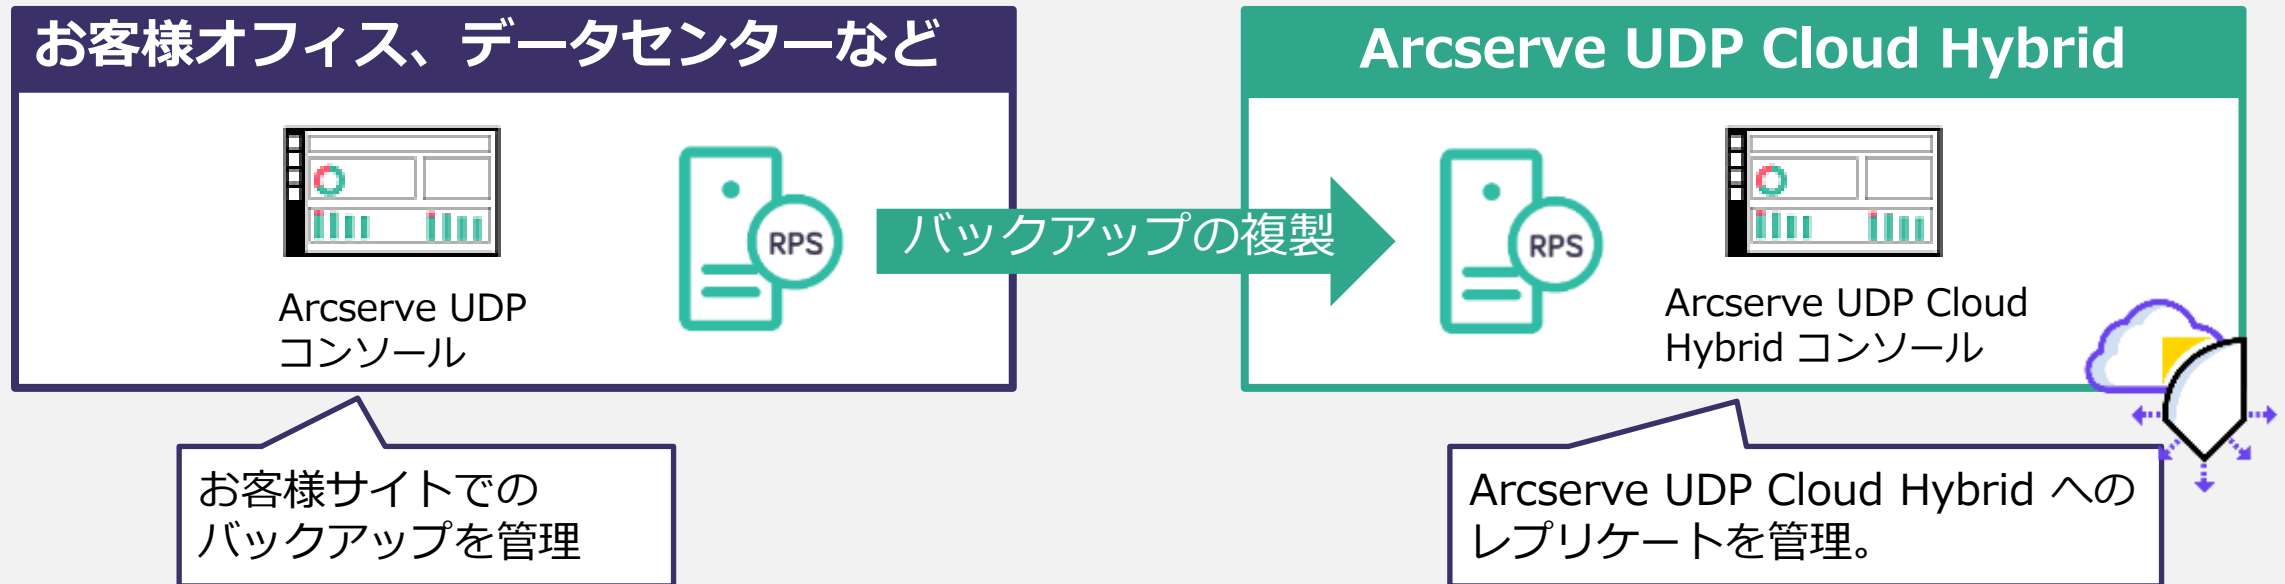 お客様オフィス、データセンターなど
Arcserve UDP
コンソール
RPS
お客様サイトでの
バックアップを管理
バックアップの複製
Arcserve UDP Cloud Hybrid
RPS
Arcserve UDP Cloud
Hybrid コンソール
Arcserve UDP Cloud Hybrid への
レプリケートを管理。